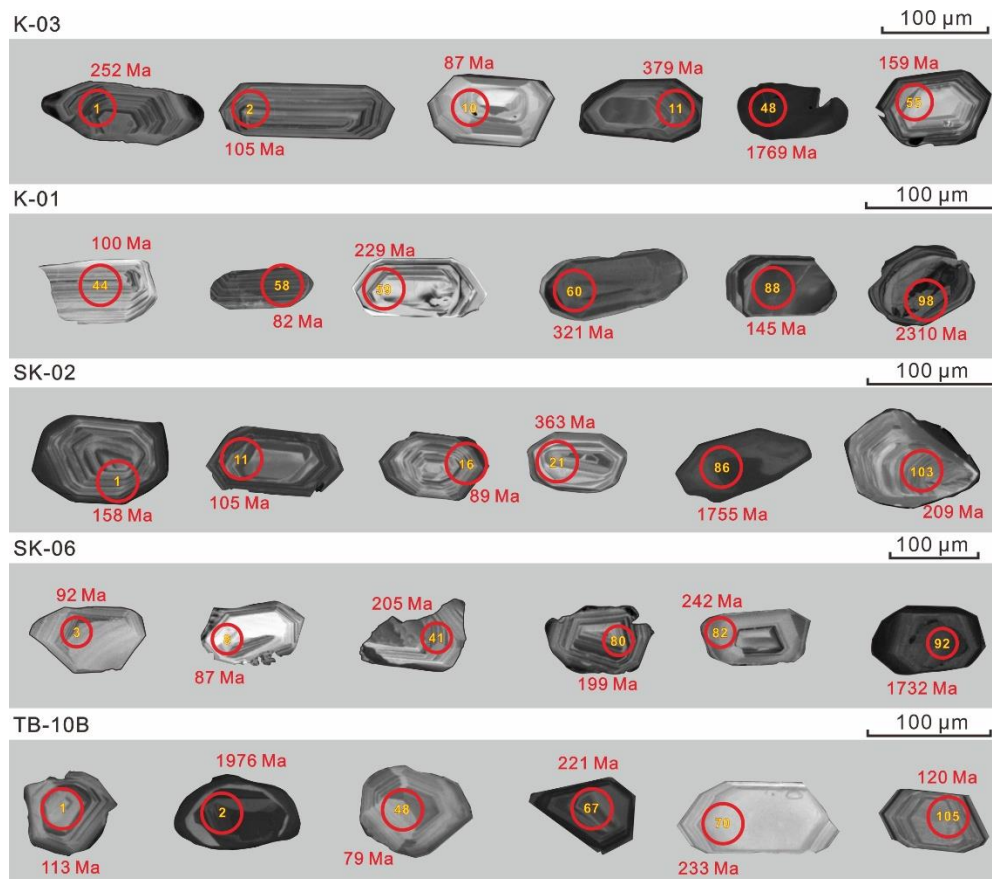 K-03
100 µm
252 Ma
87 Ma
379 Ma
159 Ma
1
2
10
11
48
55
105 Ma
1769 Ma
K-01
100 µm
100 Ma
229 Ma
44
58
59
60
88
98
82 Ma
321 Ma
145 Ma
2310 Ma
SK-02
100 µm
363 Ma
1
11
16
21
86
103
158 Ma
105 Ma
89 Ma
1755 Ma
209 Ma
SK-06
100 µm
92 Ma
205 Ma
242 Ma
3
41
80
82
92
87 Ma
199 Ma
1732 Ma
TB-10B
100 µm
1976 Ma
221 Ma
120 Ma
1
2
48
67
105
113 Ma
79 Ma
233 Ma